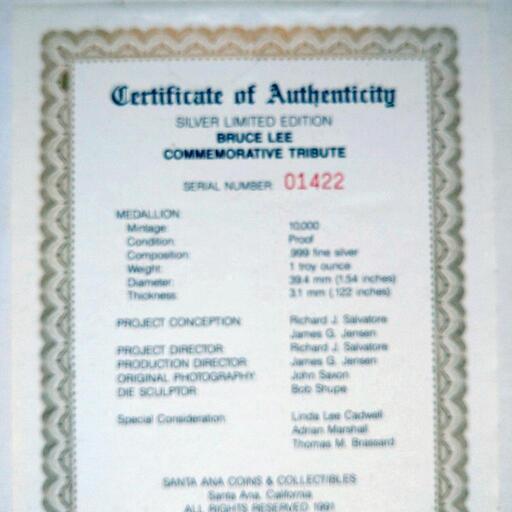 Certificate of Authenticity
SILVER LIMITED EDITION
BRUCE LEE
COMMEMORATIVE TRIBUTE
SERIAL NUMBER: 01422
MEDALLION:
Mintage: 10,000
Condition: Proof
Composition: .999 fine silver
Weight: 1 troy ounce
Diameter: 39.4 mm (1.54 inches)
Thickness: 3.1 mm (.122 inches)
PROJECT CONCEPTION: Richard J. Salvatore
James G. Jensen
PROJECT DIRECTOR: Richard J. Salvatore
PRODUCTION DIRECTOR: James G. Jensen
ORIGINAL PHOTOGRAPHY: John Saxon
DIE SCULPTOR: Bob Shupe
Special Consideration: Linda Lee Cadwell
Adrian Marshall
Thomas M. Brassard
SANTA ANA COINS & COLLECTIBLES
Santa Ana, California
ALL RIGHTS RESERVED 1991